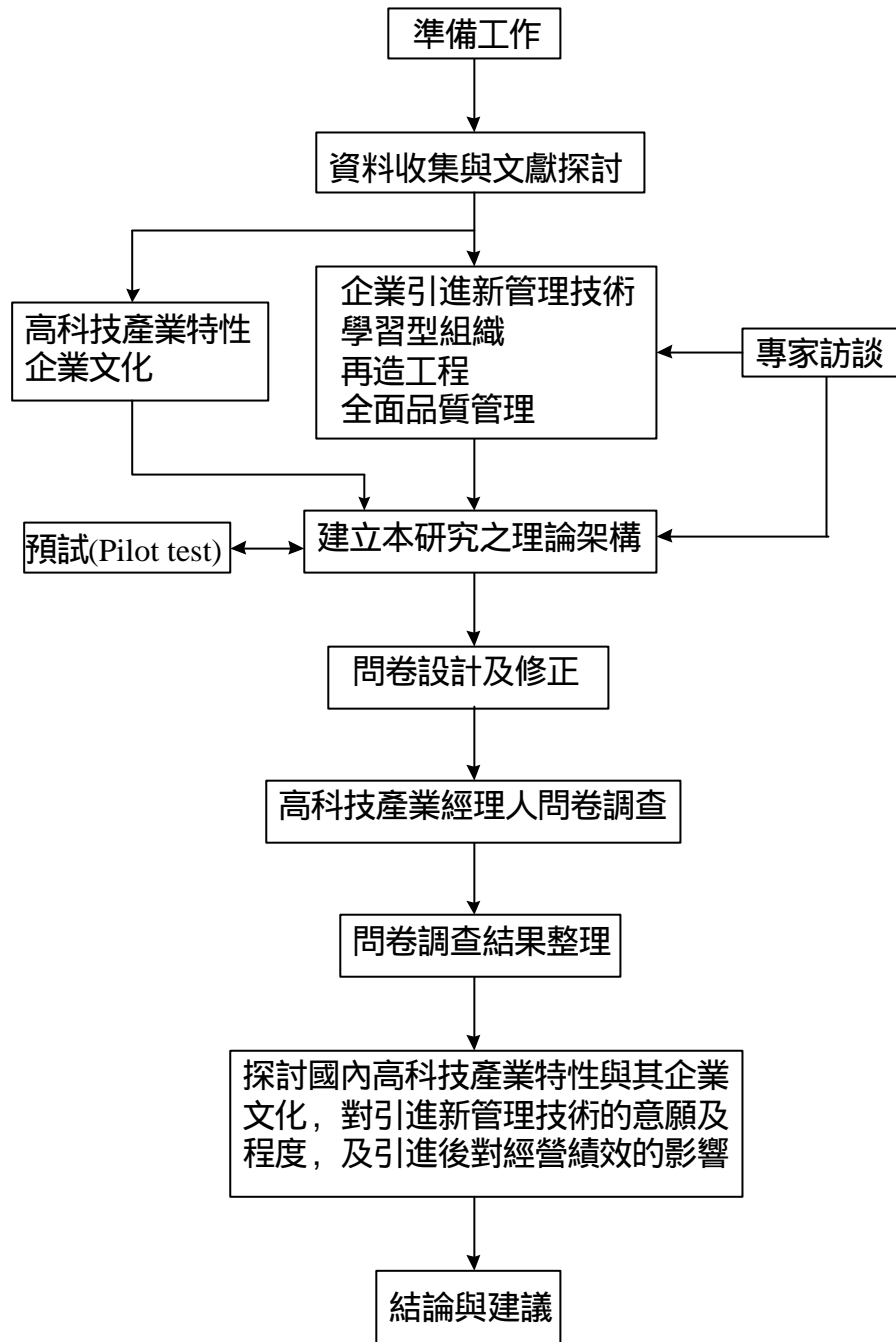 準備工作
資料收集與文獻探討
高科技產業特性
企業文化
企業引進新管理技術
學習型組織
再造工程
全面品質管理
專家訪談
預試(Pilot test)
建立本研究之理論架構
問卷設計及修正
高科技產業經理人問卷調查
問卷調查結果整理
探討國內高科技產業特性與其企業
文化，對引進新管理技術的意願及
程度，及引進後對經營績效的影響
結論與建議